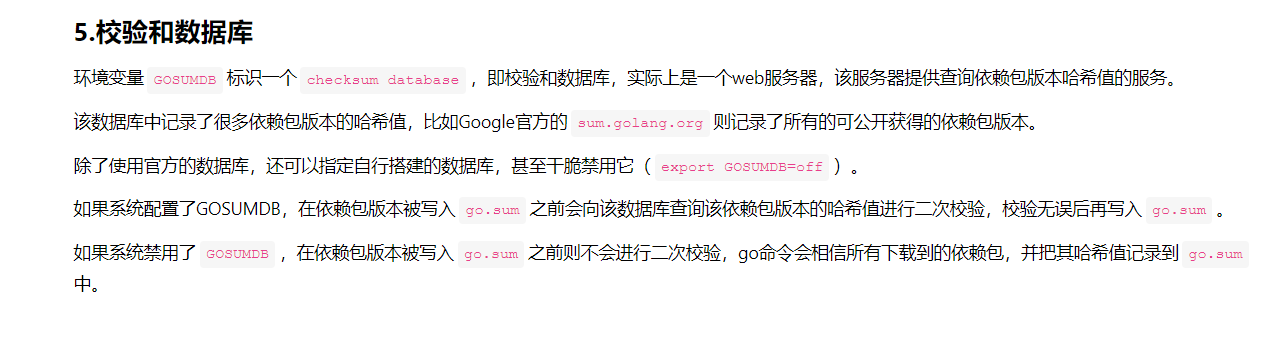 5.校验和数据库
环境变量 GOSUMDB 标识一个 checksum database ，即校验和数据库，实际上是一个web服务器，该服务器提供查询依赖包版本哈希值的服务。
该数据库中记录了很多依赖包版本的哈希值，比如Google官方的 sum.golang.org 则记录了所有的可公开获得的依赖包版本。
除了使用官方的数据库，还可以指定自行搭建的数据库，甚至干脆禁用它（ export GOSUMDB=off ）。
如果系统配置了GOSUMDB，在依赖包版本被写入 go.sum 之前会向该数据库查询该依赖包版本的哈希值进行二次校验，校验无误后再写入 go.sum 。
如果系统禁用了 GOSUMDB ，在依赖包版本被写入 go.sum 之前则不会进行二次校验，go命令会相信所有下载到的依赖包，并把其哈希值记录到 go.sum
中。